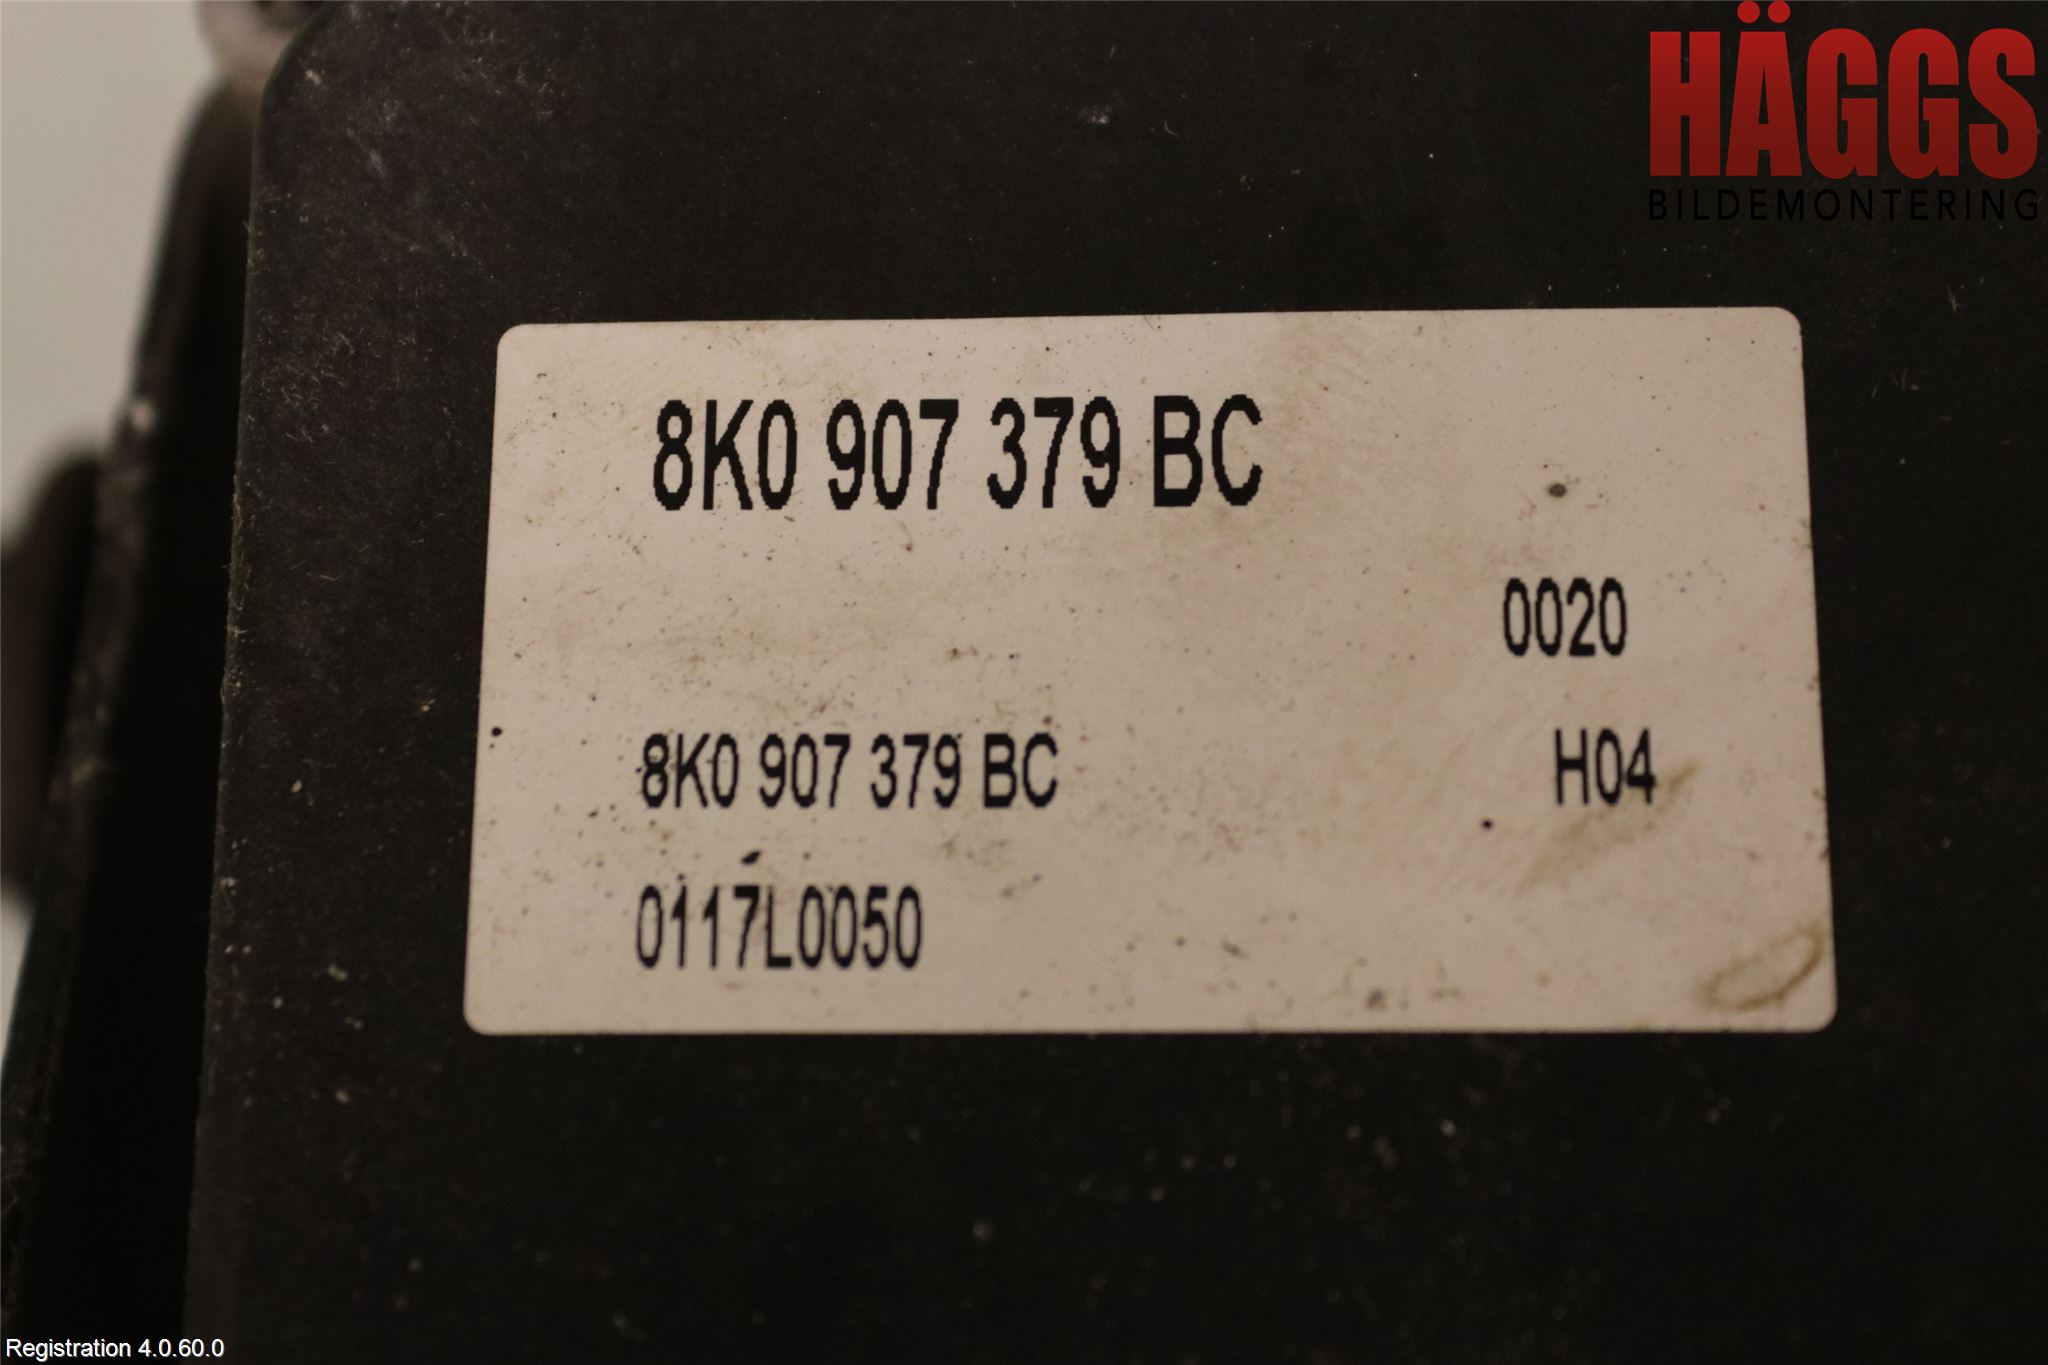 HÄGGS
BILDEMONTERING
8K0 907 379 BC
0020
8K0 907 379 BC H04
0117L0050
Registration 4.0.60.0